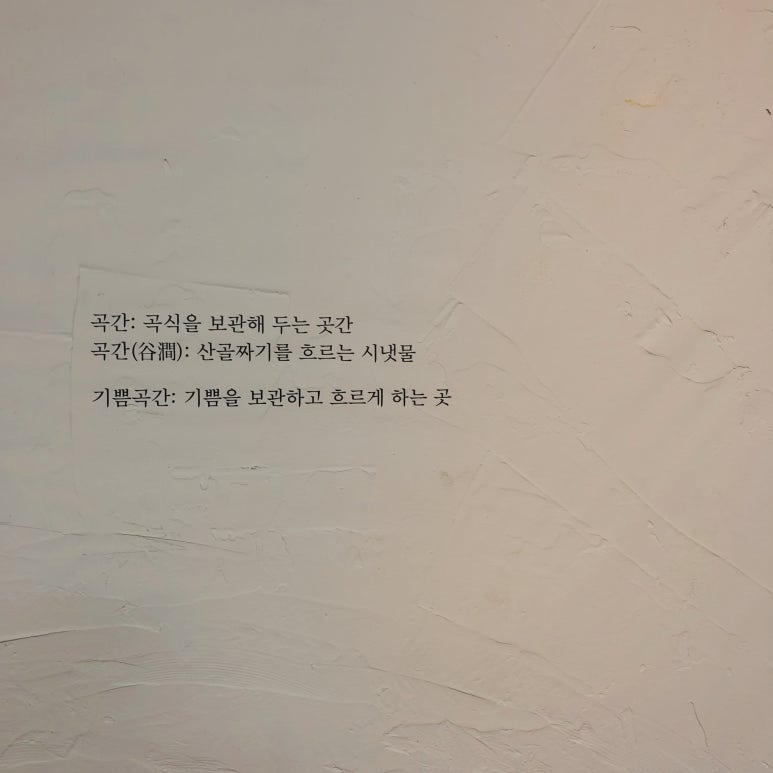 곡간: 곡식을 보관해 두는 곳간
곡간(谷澗): 산골짜기를 흐르는 시냇물
기쁨곡간: 기쁨을 보관하고 흐르게 하는 곳